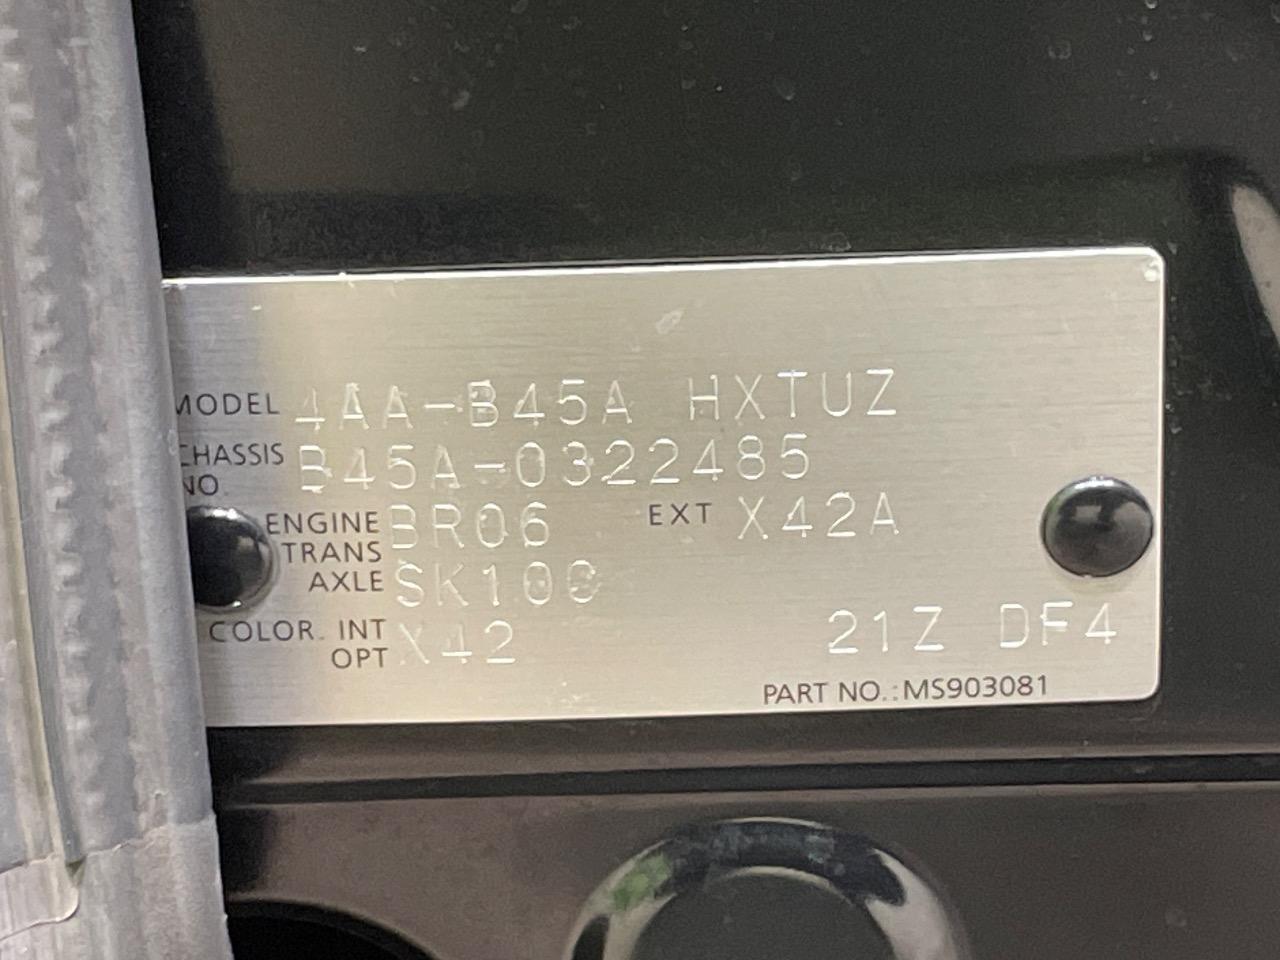 MODEL 4AA-B45A HXTUZ
CHASSIS NO. B45A-0322485
ENGINE BR06 EXT X42A
TRANS AXLE SK100
COLOR. INT X42
OPT 21Z DF4
PART NO.:MS903081